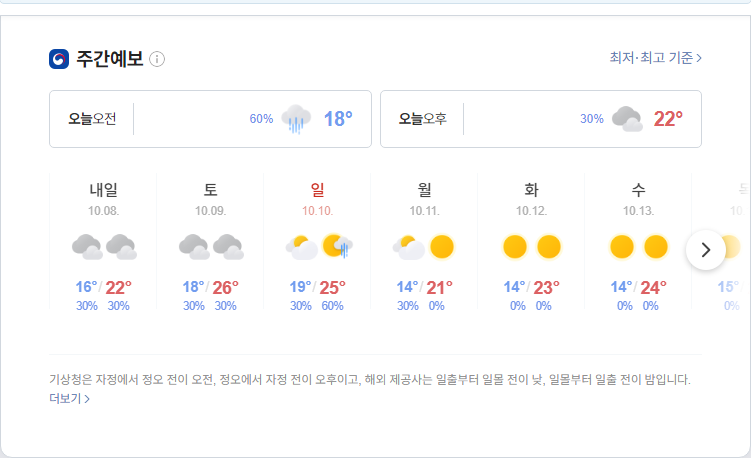 주간예보
최저·최고 기준
오늘오전 60% 18°
오늘오후 30% 22°
내일 토 일 월 화 수
10.08. 10.09. 10.10. 10.11. 10.12. 10.13. 10.
16°/22° 18°/26° 19°/25° 14°/21° 14°/23° 14°/24° 15°
30% 30% 30% 30% 30% 60% 30% 0% 0% 0% 0% 0% 0%
기상청은 자정에서 정오 전이 오전, 정오에서 자정 전이 오후이고, 해외 제공사는 일출부터 일몰 전이 낮, 일몰부터 일출 전이 밤입니다.
더보기